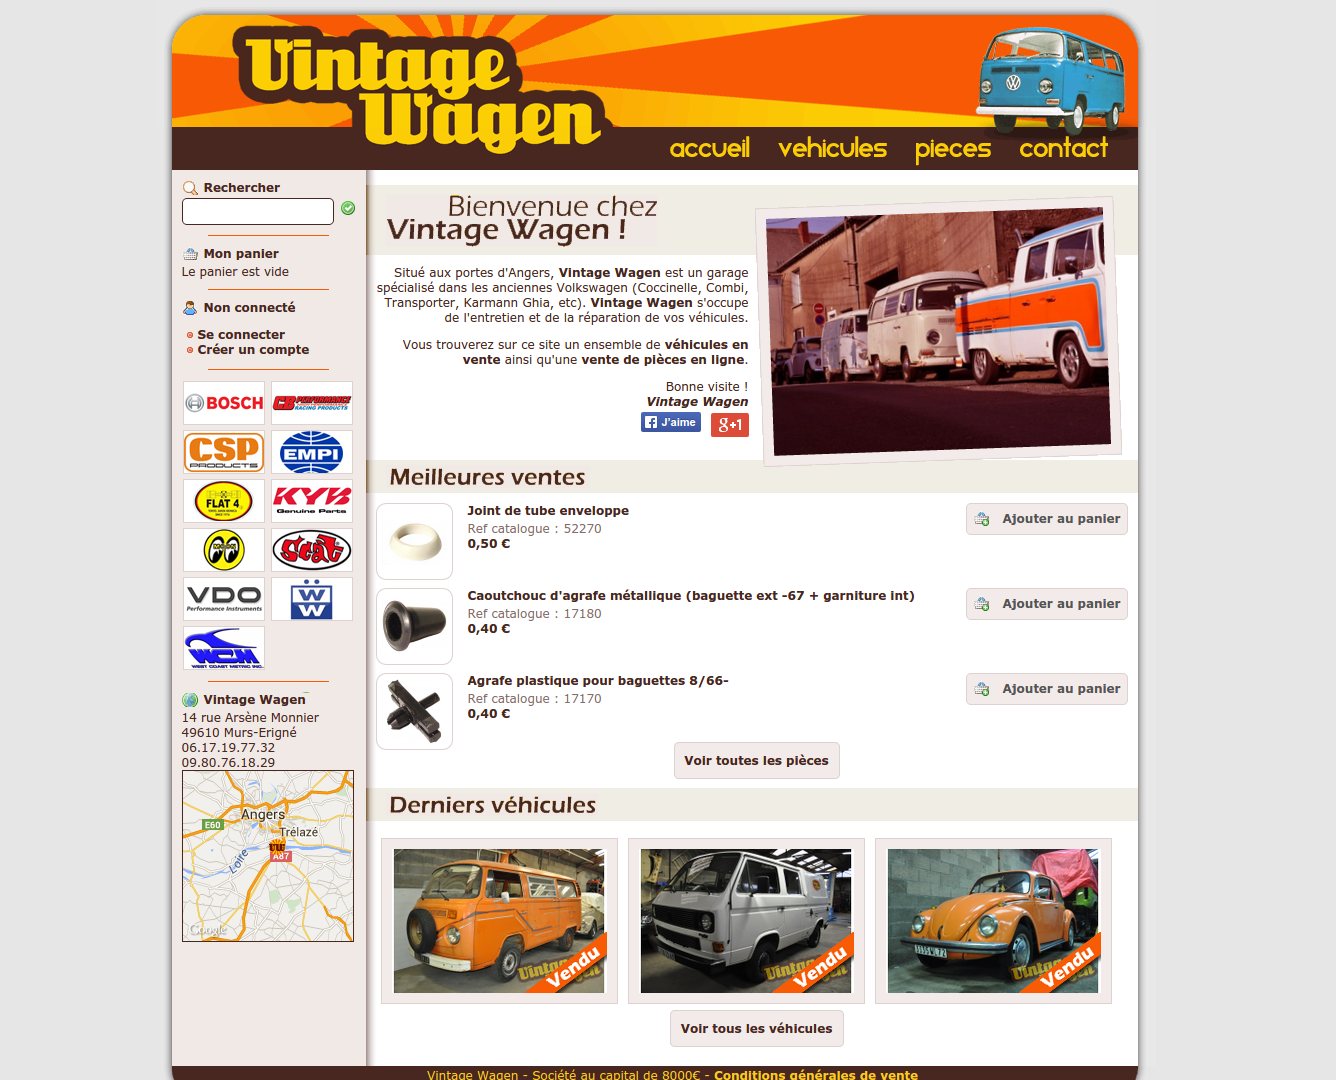 Vintage
Wagen
accueil vehicules pieces contact
Rechercher
Mon panier
Le panier est vide
Non connecté
Se connecter
Créer un compte
BOSCH
CB PERFORMANCE
RACING PRODUCTS
CSP
PRODUCTS
EMPI
FLAT 4
KYB
Genuine Parts
MOON
Scat
VDO
Performance Instruments
WW
WCM
WEST COAST METRIC INC.
Vintage Wagen
14 rue Arsène Monnier
49610 Murs-Erigné
06.17.19.77.32
09.80.76.18.29
Angers
E60
Trélazé
A87
Loire
Google
Bienvenue chez
Vintage Wagen !
Situé aux portes d'Angers, Vintage Wagen est un garage
spécialisé dans les anciennes Volkswagen (Coccinelle, Combi,
Transporter, Karmann Ghia, etc). Vintage Wagen s'occupe
de l'entretien et de la réparation de vos véhicules.
Vous trouverez sur ce site un ensemble de véhicules en
vente ainsi qu'une vente de pièces en ligne.
Bonne visite !
Vintage Wagen
J'aime
g+1
Meilleures ventes
Joint de tube enveloppe
Ref catalogue : 52270
0,50 €
Ajouter au panier
Caoutchouc d'agrafe métallique (baguette ext -67 + garniture int)
Ref catalogue : 17180
0,40 €
Ajouter au panier
Agrafe plastique pour baguettes 8/66-
Ref catalogue : 17170
0,40 €
Ajouter au panier
Voir toutes les pièces
Derniers véhicules
Vendu
Vendu
Vendu
Voir tous les véhicules
Vintage Wagen - Société au capital de 8000€ - Conditions générales de vente